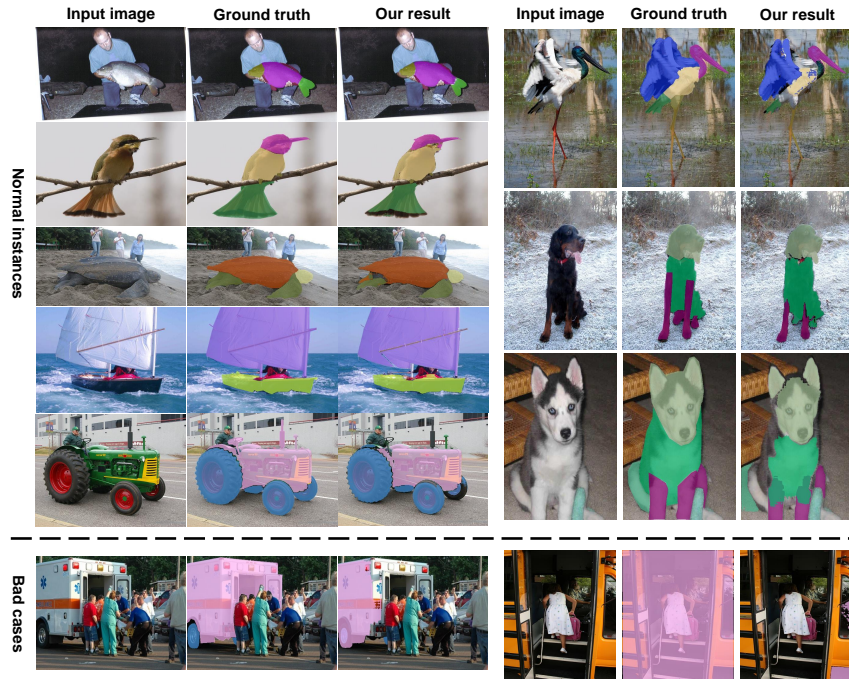 Input image Ground truth Our result Input image Ground truth Our result
Normal instances
Bad cases